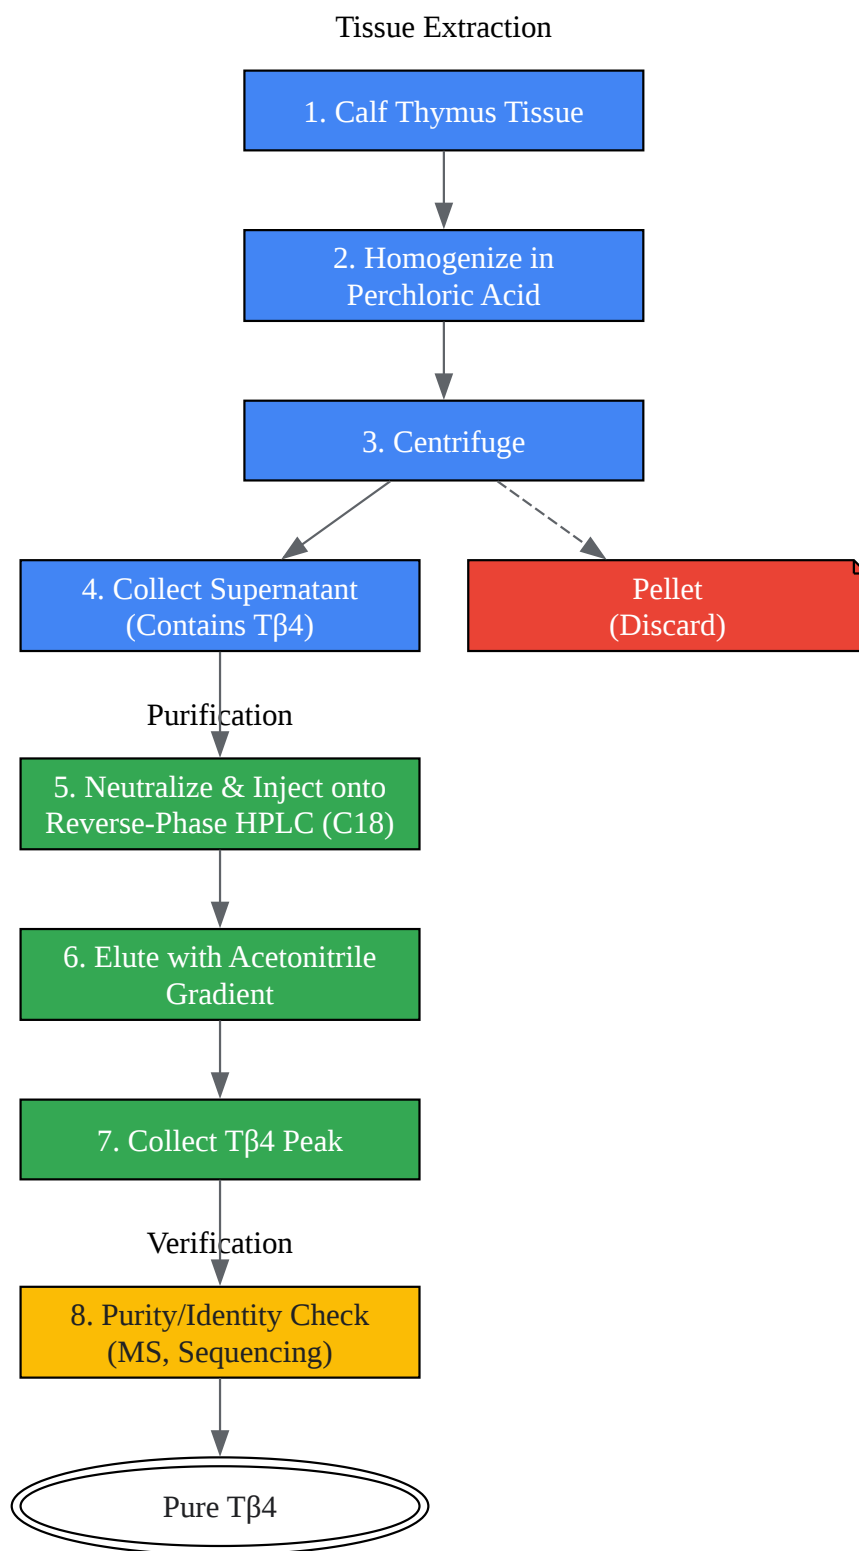 Tissue Extraction
1. Calf Thymus Tissue
2. Homogenize in
Perchloric Acid
3. Centrifuge
4. Collect Supernatant
(Contains Tβ4)
Pellet
(Discard)
Purification
5. Neutralize & Inject onto
Reverse-Phase HPLC (C18)
6. Elute with Acetonitrile
Gradient
7. Collect Tβ4 Peak
Verification
8. Purity/Identity Check
(MS, Sequencing)
Pure Tβ4